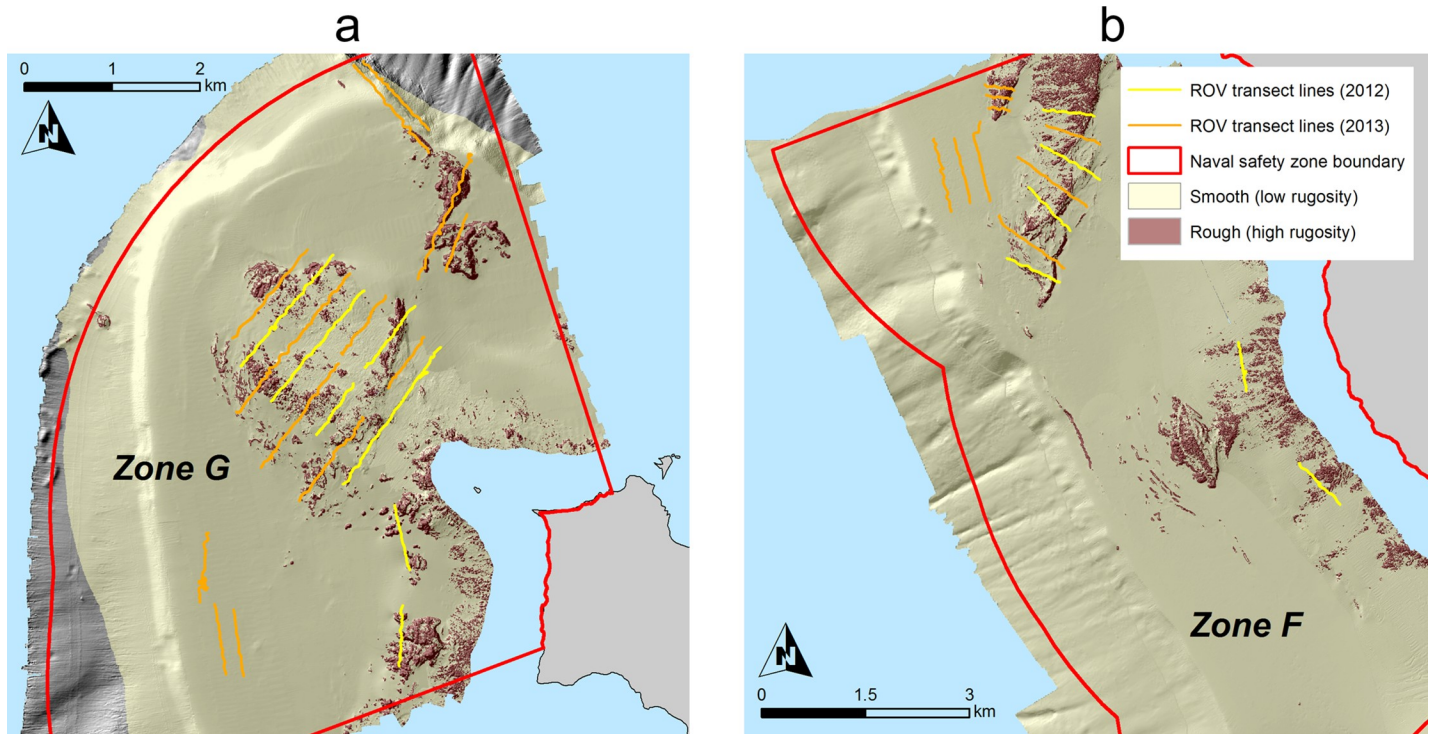 a
b
0 1 2
km
N
Zone G
ROV transect lines (2012)
ROV transect lines (2013)
Naval safety zone boundary
Smooth (low rugosity)
Rough (high rugosity)
Zone F
N
0 1.5 3
km